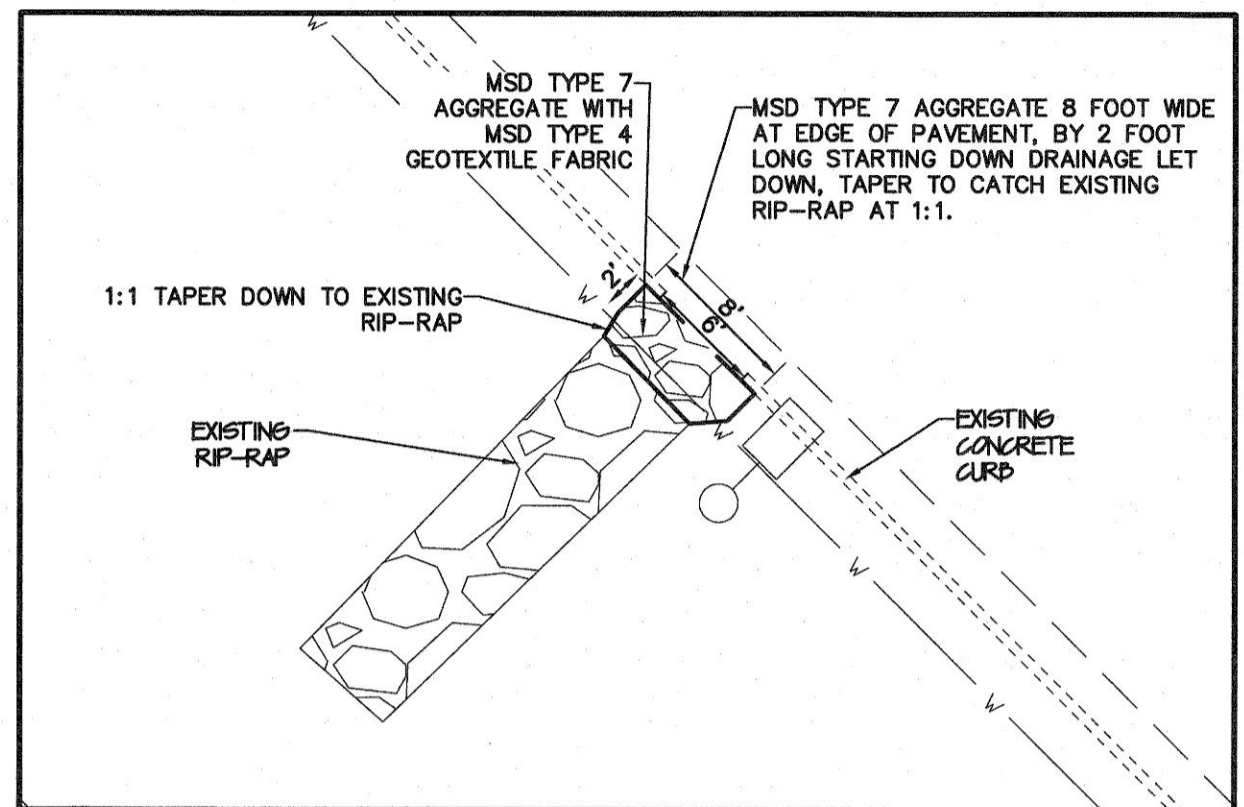 MSD TYPE 7
AGGREGATE WITH
MSD TYPE 4
GEOTEXTILE FABRIC
MSD TYPE 7 AGGREGATE 8 FOOT WIDE
AT EDGE OF PAVEMENT, BY 2 FOOT
LONG STARTING DOWN DRAINAGE LET
DOWN, TAPER TO CATCH EXISTING
RIP-RAP AT 1:1.
W
2'
W
8'
6'
1:1 TAPER DOWN TO EXISTING
RIP-RAP
EXISTING
RIP-RAP
W
EXISTING
CONCRETE
CURB
W
W